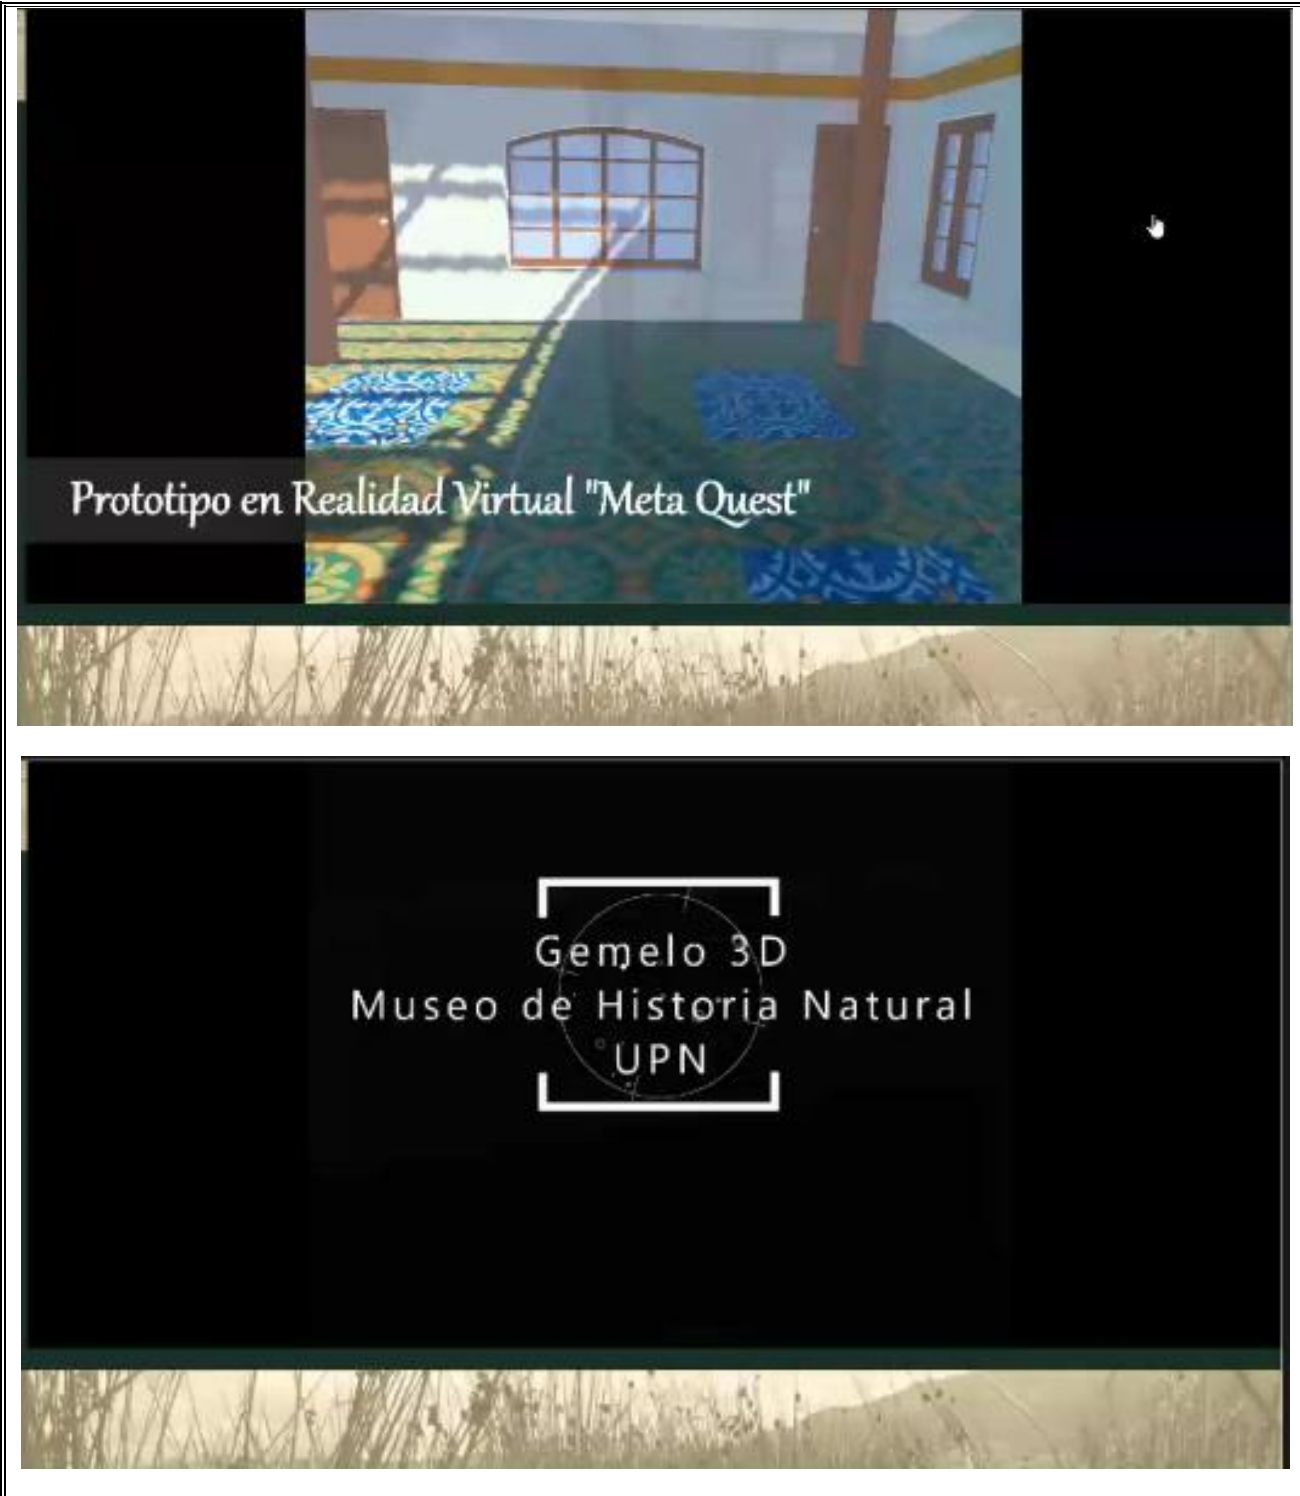 Prototipo en Realidad Virtual "Meta Quest"
Gemelo 3D
Museo de Historia Natural
UPN